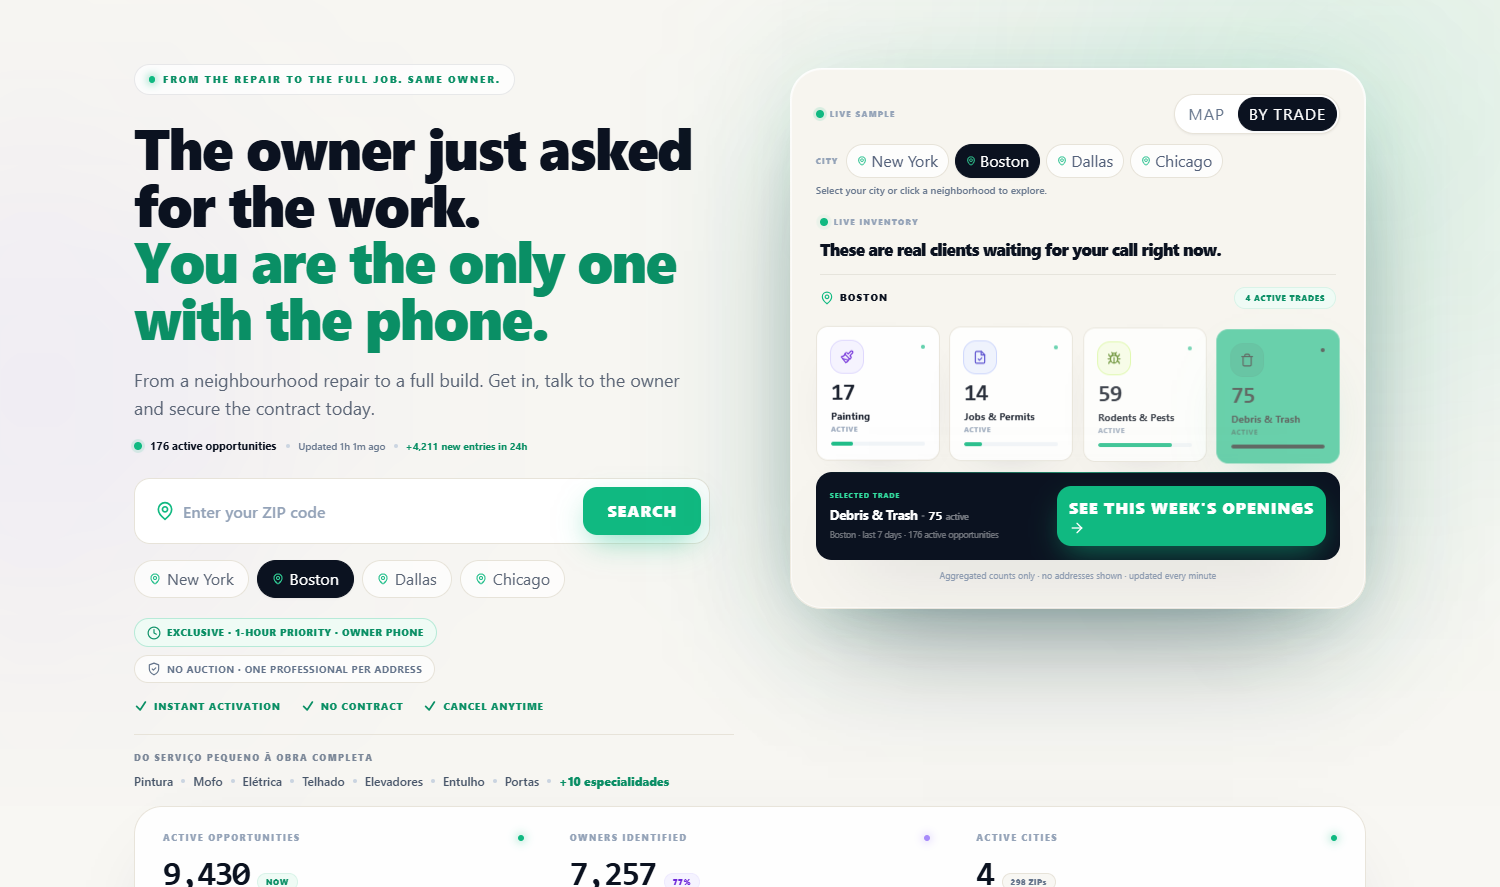 FROM THE REPAIR TO THE FULL JOB. SAME OWNER.
The owner just asked
for the work.
You are the only one
with the phone.
From a neighbourhood repair to a full build. Get in, talk to the owner
and secure the contract today.
176 active opportunities • Updated 1h 1m ago • +4,211 new entries in 24h
Enter your ZIP code
SEARCH
New York
Boston
Dallas
Chicago
EXCLUSIVE · 1-HOUR PRIORITY · OWNER PHONE
NO AUCTION · ONE PROFESSIONAL PER ADDRESS
INSTANT ACTIVATION
NO CONTRACT
CANCEL ANYTIME
DO SERVIÇO PEQUENO À OBRA COMPLETA
Pintura • Mofo • Elétrica • Telhado • Elevadores • Entulho • Portas • +10 especialidades
LIVE SAMPLE
MAP
BY TRADE
CITY
New York
Boston
Dallas
Chicago
Select your city or click a neighborhood to explore.
LIVE INVENTORY
These are real clients waiting for your call right now.
BOSTON
4 ACTIVE TRADES
17
Painting
ACTIVE
14
Jobs & Permits
ACTIVE
59
Rodents & Pests
ACTIVE
75
Debris & Trash
ACTIVE
SELECTED TRADE
Debris & Trash · 75 active
Boston · last 7 days · 176 active opportunities
SEE THIS WEEK'S OPENINGS
→
Aggregated counts only · no addresses shown · updated every minute
ACTIVE OPPORTUNITIES
9,430 NOW
OWNERS IDENTIFIED
7,257 77%
ACTIVE CITIES
4 298 ZIPs